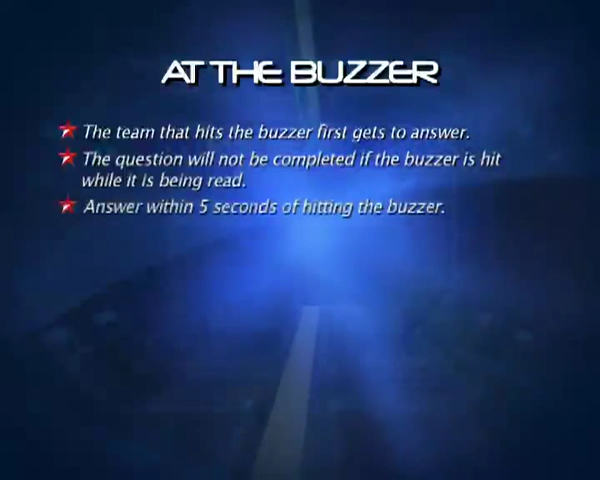 AT THE BUZZER
The team that hits the buzzer first gets to answer.
The question will not be completed if the buzzer is hit
while it is being read.
Answer within 5 seconds of hitting the buzzer.